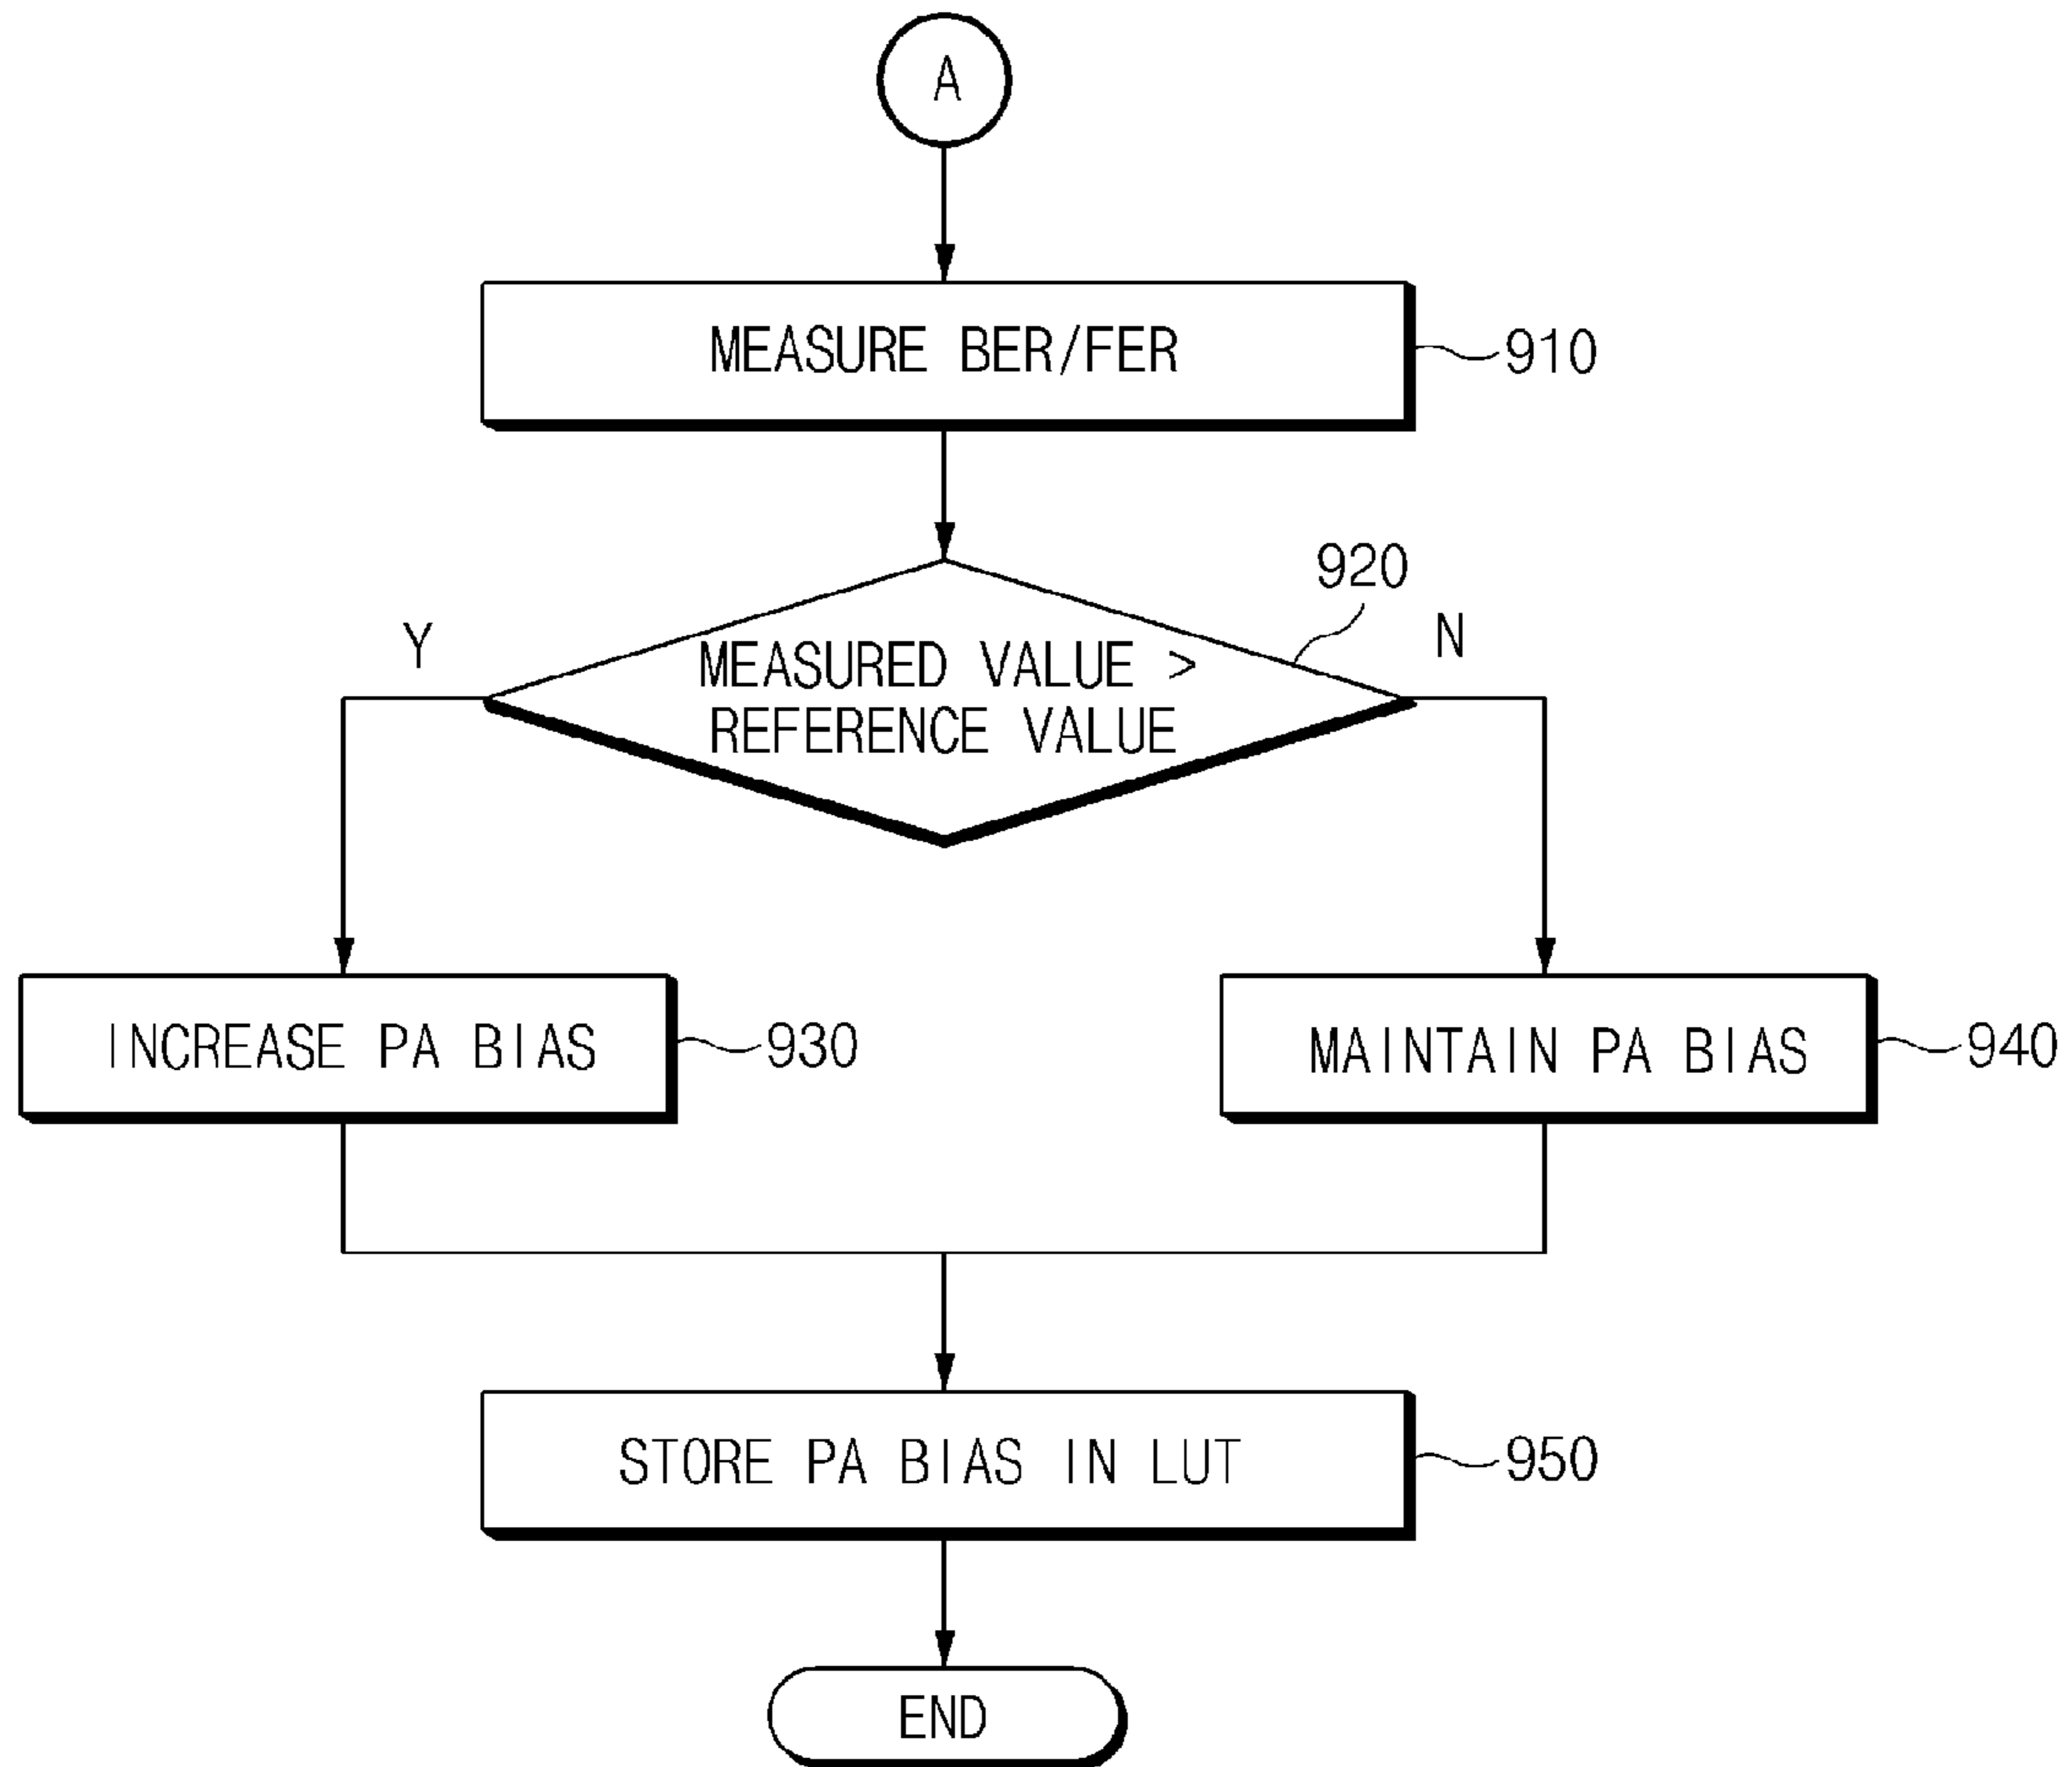 A
MEASURE BER/FER
910
920
Y
N
MEASURED VALUE >
REFERENCE VALUE
INCREASE PA BIAS
930
MAINTAIN PA BIAS
940
STORE PA BIAS IN LUT
950
END